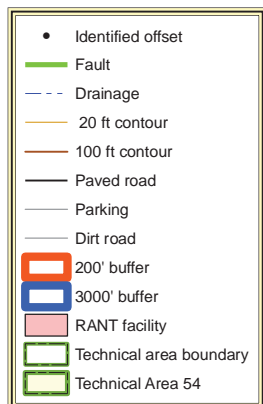 Identified offset
Fault
Drainage
20 ft contour
100 ft contour
Paved road
Parking
Dirt road
200' buffer
3000' buffer
RANT facility
Technical area boundary
Technical Area 54